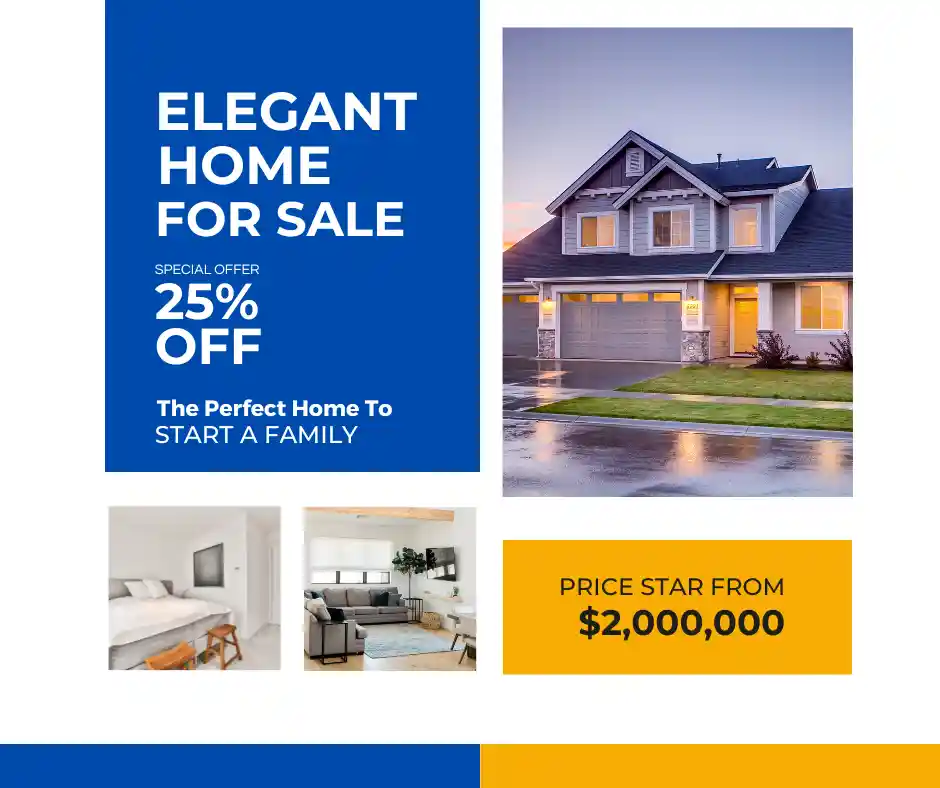 ELEGANT
HOME
FOR SALE
SPECIAL OFFER
25%
OFF
The Perfect Home To
START A FAMILY
PRICE STAR FROM
$2,000,000